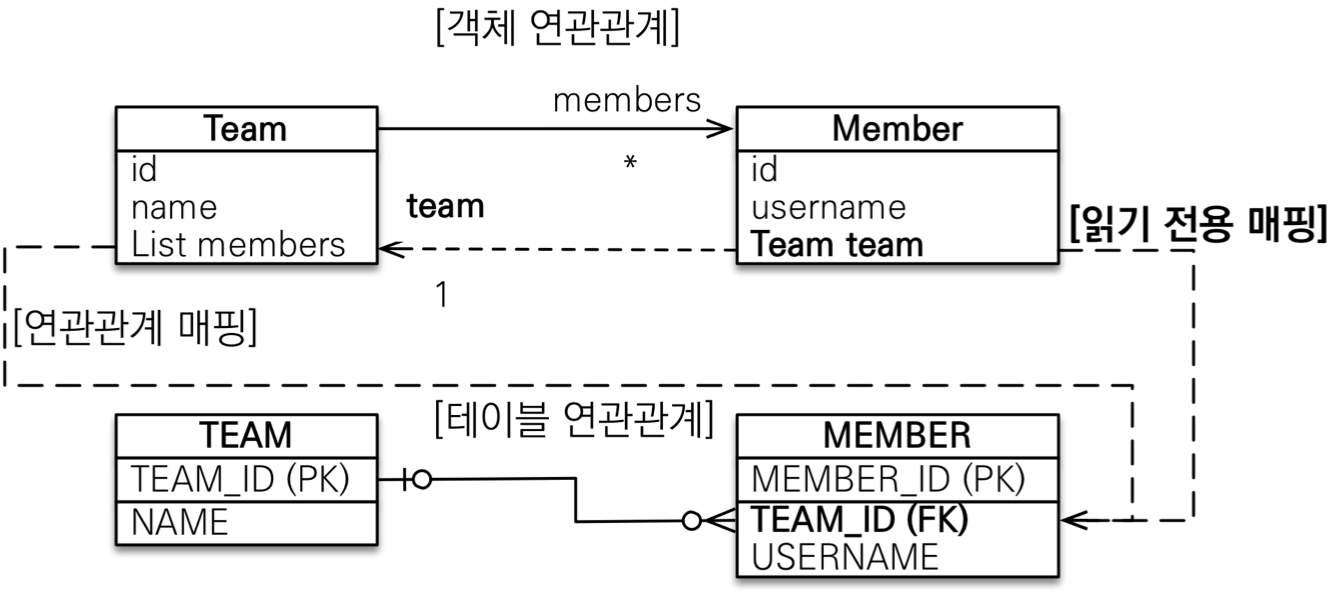 [객체 연관관계]
members
Team
id
name
List members
*
team
1
Member
id
username
Team team
[읽기 전용 매핑]
[연관관계 매핑]
[테이블 연관관계]
TEAM
TEAM_ID (PK)
NAME
MEMBER
MEMBER_ID (PK)
TEAM_ID (FK)
USERNAME